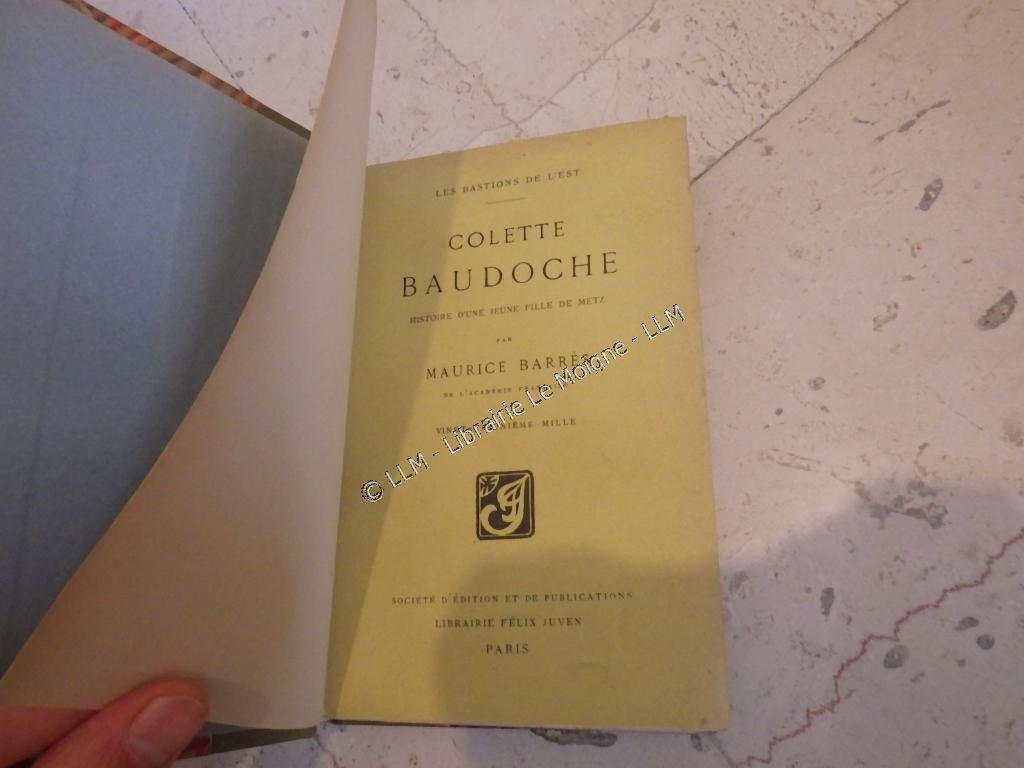 LES BASTIONS DE L'EST
COLETTE
BAUDOCHE
HISTOIRE D'UNE JEUNE FILLE DE METZ
PAR
MAURICE BARRÈS
DE L'ACADÉMIE
MILLE
SOCIÉTÉ D'ÉDITION ET DE PUBLICATIONS
LIBRAIRIE FÉLIX JUVEN
PARIS
© LLM - Librairie Le Moigne - LLM